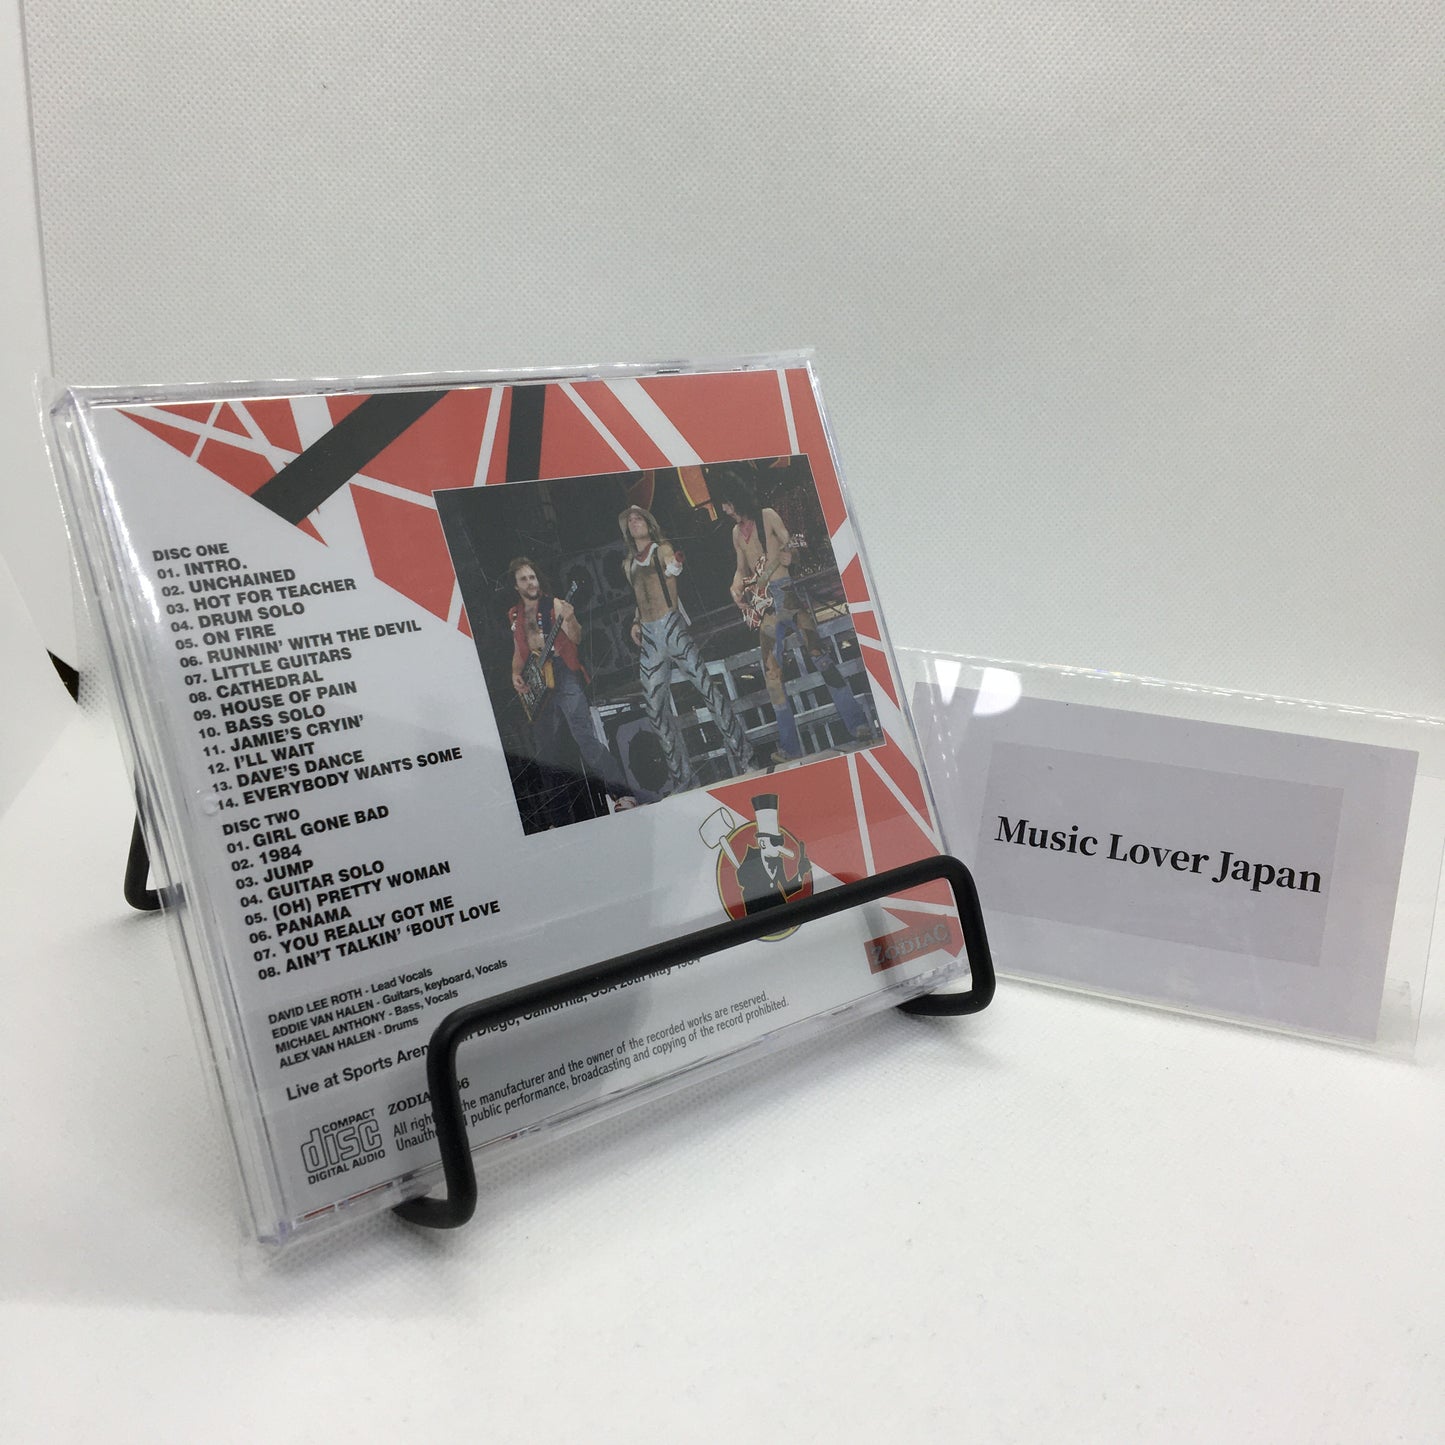 DISC ONE
01. INTRO.
02. UNCHAINED
03. HOT FOR TEACHER
04. DRUM SOLO
05. ON FIRE
06. RUNNIN' WITH THE DEVIL
07. LITTLE GUITARS
08. CATHEDRAL
09. HOUSE OF PAIN
10. BASS SOLO
11. JAMIE'S CRYIN'
12. I'LL WAIT
13. DAVE'S DANCE
14. EVERYBODY WANTS SOME
DISC TWO
01. GIRL GONE BAD
02. 1984
03. JUMP
04. GUITAR SOLO
05. (OH) PRETTY WOMAN
06. PANAMA
07. YOU REALLY GOT ME
08. AIN'T TALKIN' 'BOUT LOVE
DAVID LEE ROTH - Lead Vocals
EDDIE VAN HALEN - Guitars, keyboard, Vocals
MICHAEL ANTHONY - Bass, Vocals
ALEX VAN HALEN - Drums
Live at Sports Diego, California, USA May
the manufacturer and the owner of the recorded works are reserved.
public performance, broadcasting and copying of the record prohibited.
COMPACT
disc
DIGITAL AUDIO
ZODIAC
Music Lover Japan